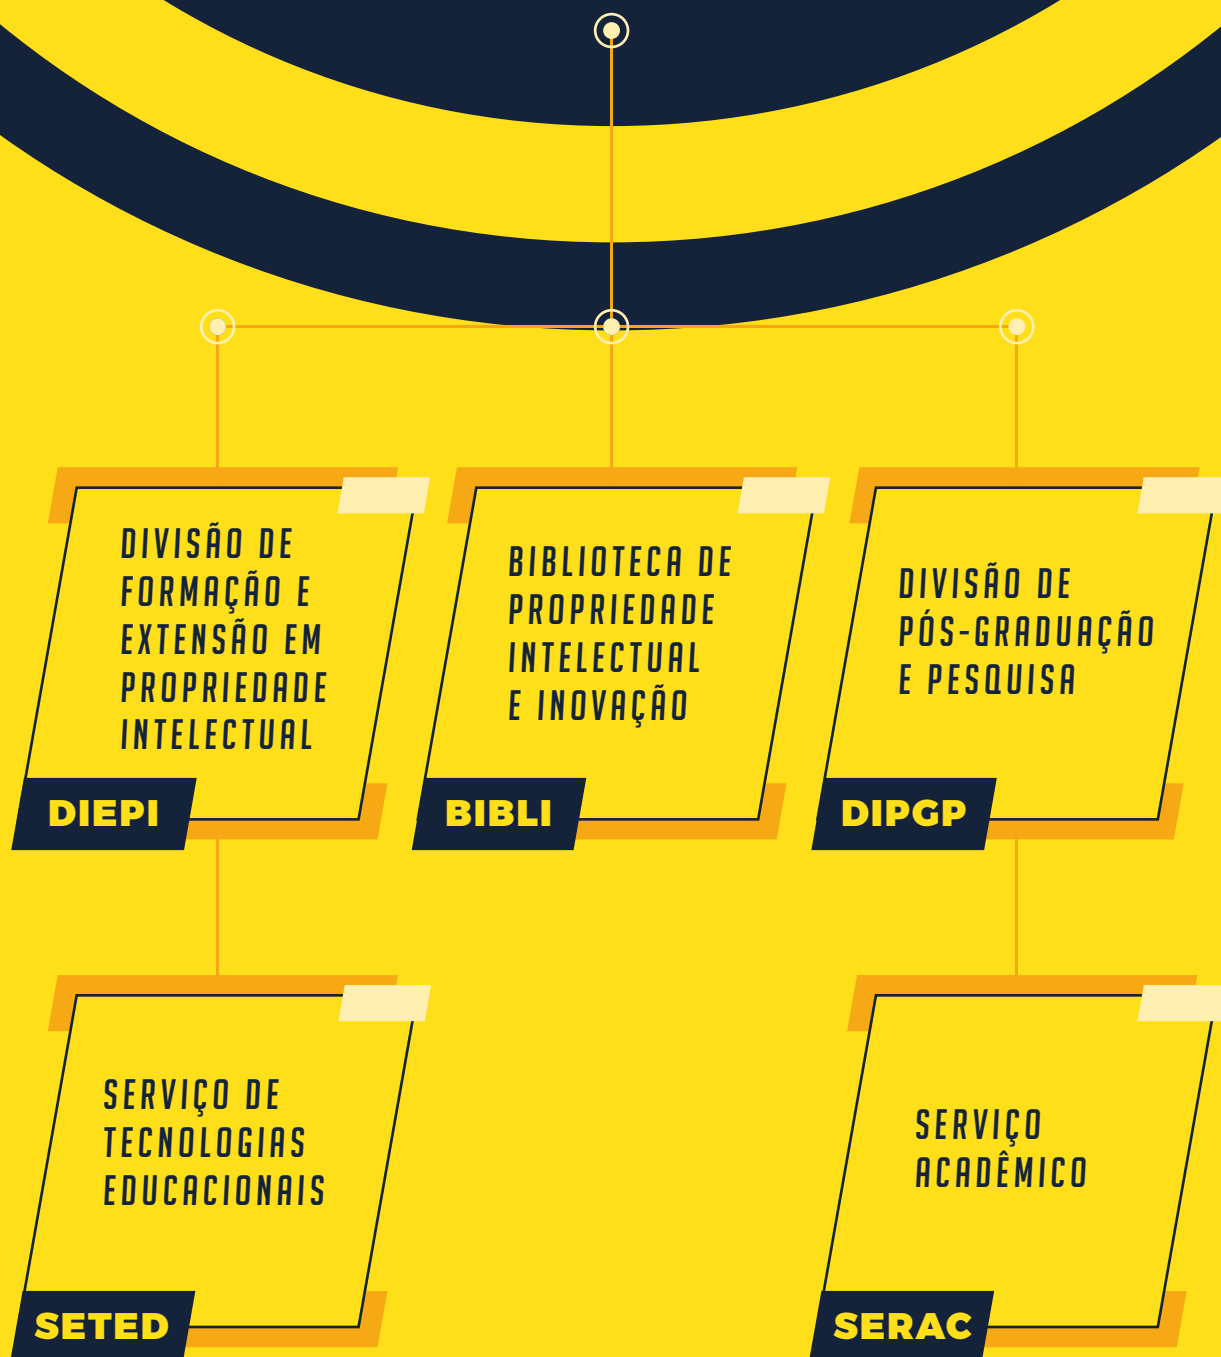 DIVISÃO DE
FORMAÇÃO E
EXTENSÃO EM
PROPRIEDADE
INTELECTUAL
DIEPI
BIBLIOTECA DE
PROPRIEDADE
INTELECTUAL
E INOVAÇÃO
BIBLI
DIVISÃO DE
PÓS-GRADUAÇÃO
E PESQUISA
DIPGP
SERVIÇO DE
TECNOLOGIAS
EDUCACIONAIS
SETED
SERVIÇO
ACADÊMICO
SERAC